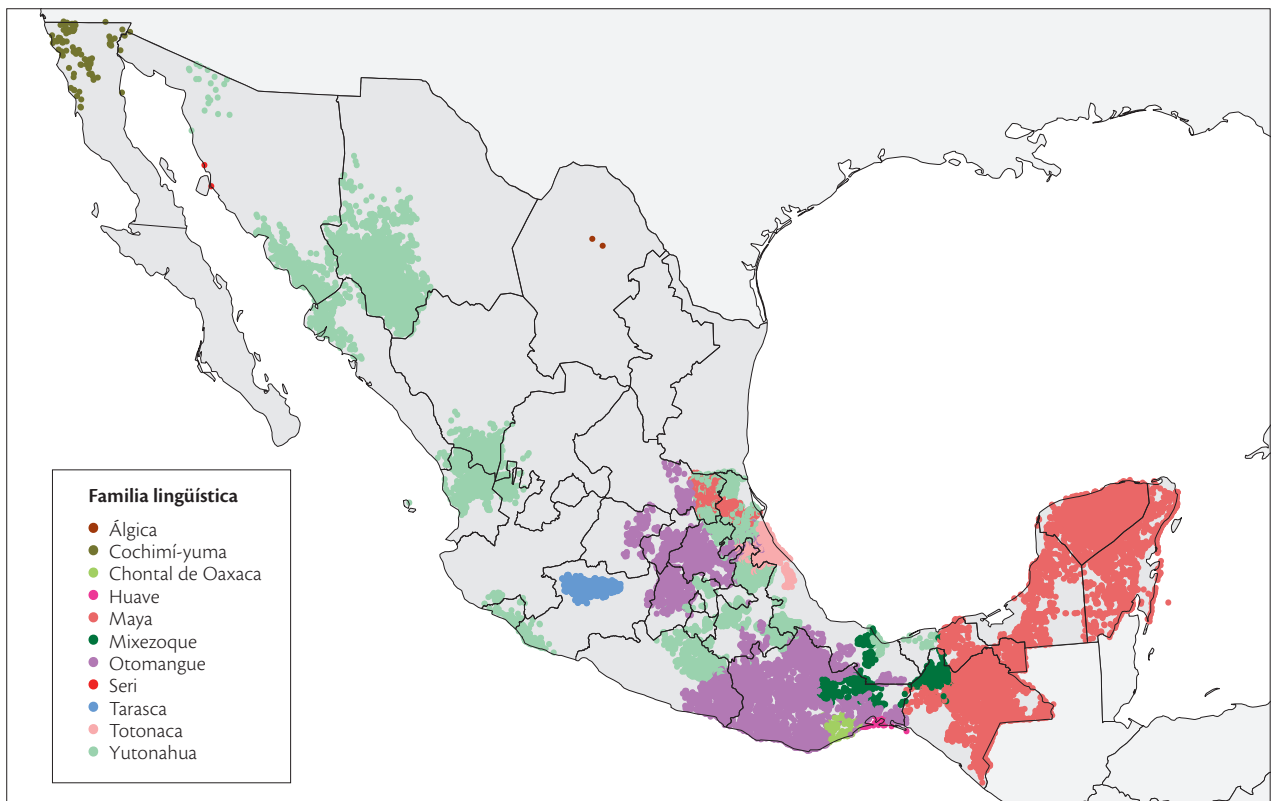 Familia lingüística
Álgica
Cochimí-yuma
Chontal de Oaxaca
Huave
Maya
Mixezoque
Otomangue
Seri
Tarasca
Totonaca
Yutonahua